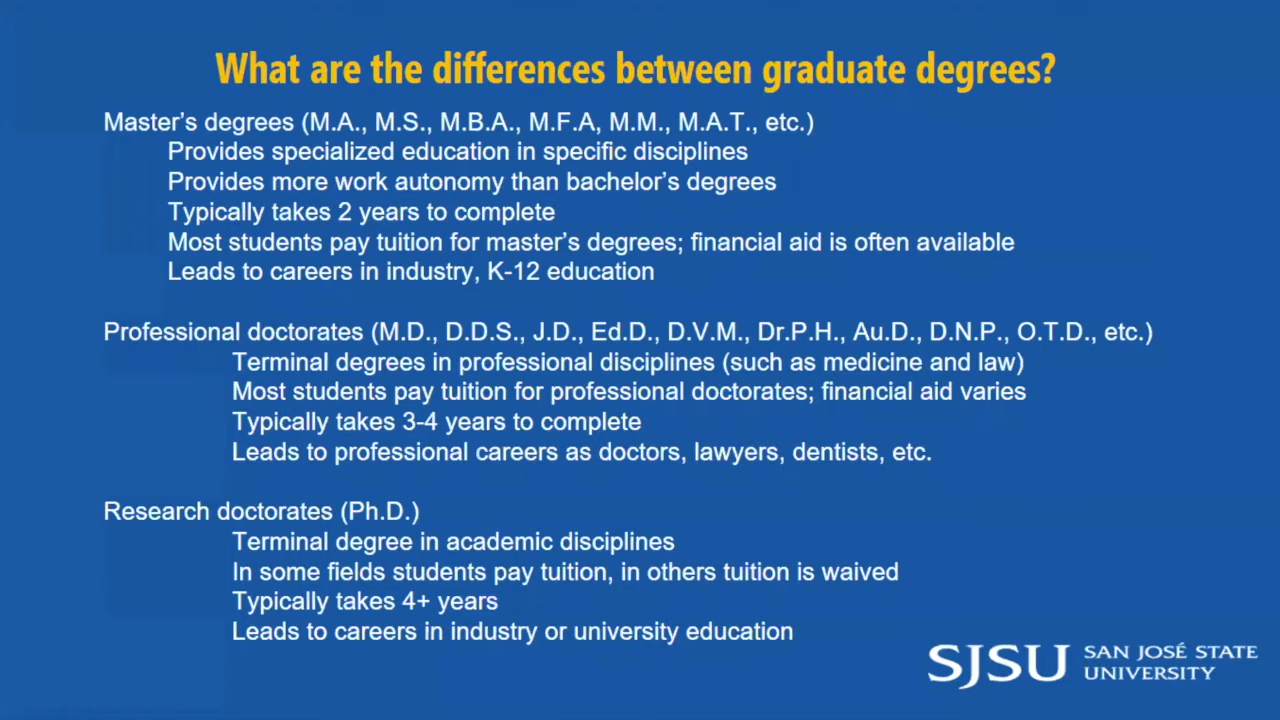 What are the differences between graduate degrees?
Master’s degrees (M.A., M.S., M.B.A., M.F.A, M.M., M.A.T., etc.)
Provides specialized education in specific disciplines
Provides more work autonomy than bachelor’s degrees
Typically takes 2 years to complete
Most students pay tuition for master’s degrees; financial aid is often available
Leads to careers in industry, K-12 education
Professional doctorates (M.D., D.D.S., J.D., Ed.D., D.V.M., Dr.P.H., Au.D., D.N.P., O.T.D., etc.)
Terminal degrees in professional disciplines (such as medicine and law)
Most students pay tuition for professional doctorates; financial aid varies
Typically takes 3-4 years to complete
Leads to professional careers as doctors, lawyers, dentists, etc.
Research doctorates (Ph.D.)
Terminal degree in academic disciplines
In some fields students pay tuition, in others tuition is waived
Typically takes 4+ years
Leads to careers in industry or university education
SJSU SAN JOSÉ STATE
UNIVERSITY